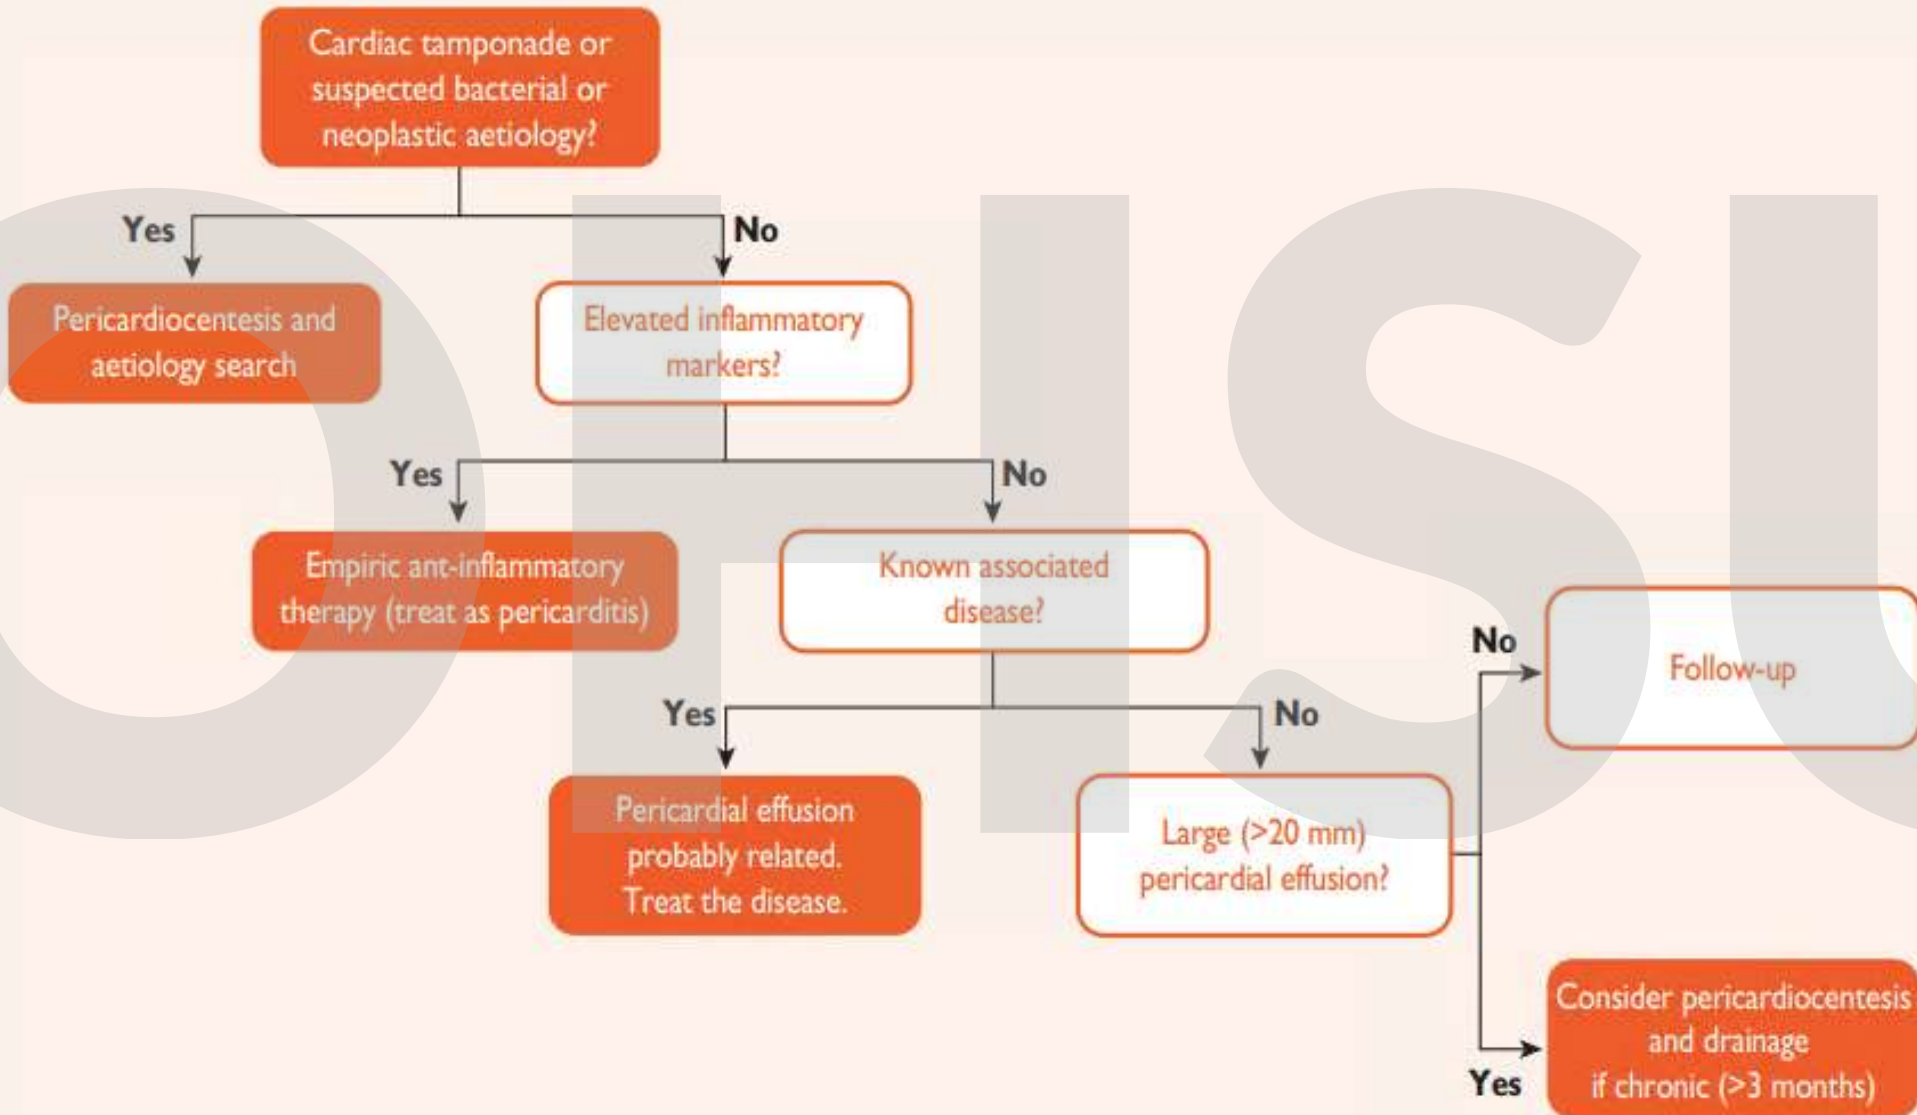 Cardiac tamponade or
suspected bacterial or
neoplastic aetiology?
Yes
No
Pericardiocentesis and
aetiology search
Elevated inflammatory
markers?
Yes
No
Empiric ant-inflammatory
therapy (treat as pericarditis)
Known associated
disease?
Yes
No
Pericardial effusion
probably related.
Treat the disease.
Large (>20 mm)
pericardial effusion?
No
Follow-up
Yes
Consider pericardiocentesis
and drainage
if chronic (>3 months)
OHSU